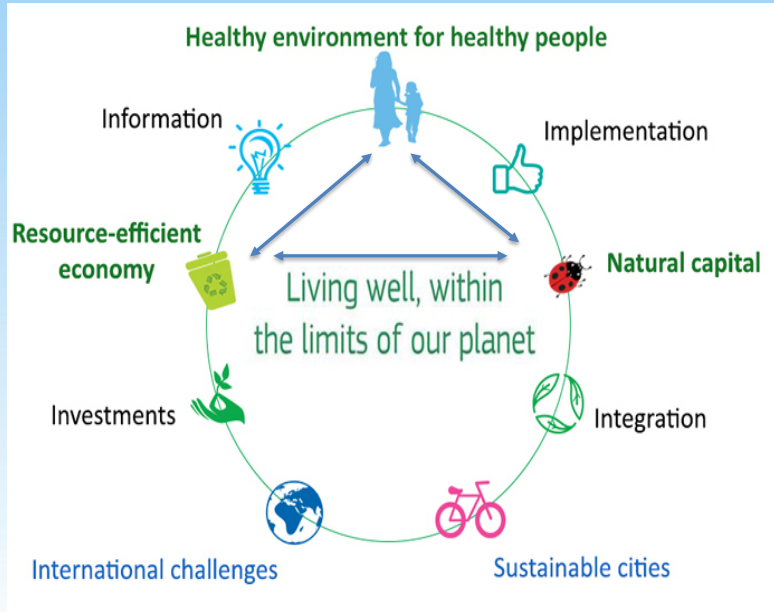 Healthy environment for healthy people
Information
Implementation
Resource-efficient
economy
Natural capital
Living well, within
the limits of our planet
Investments
Integration
International challenges
Sustainable cities